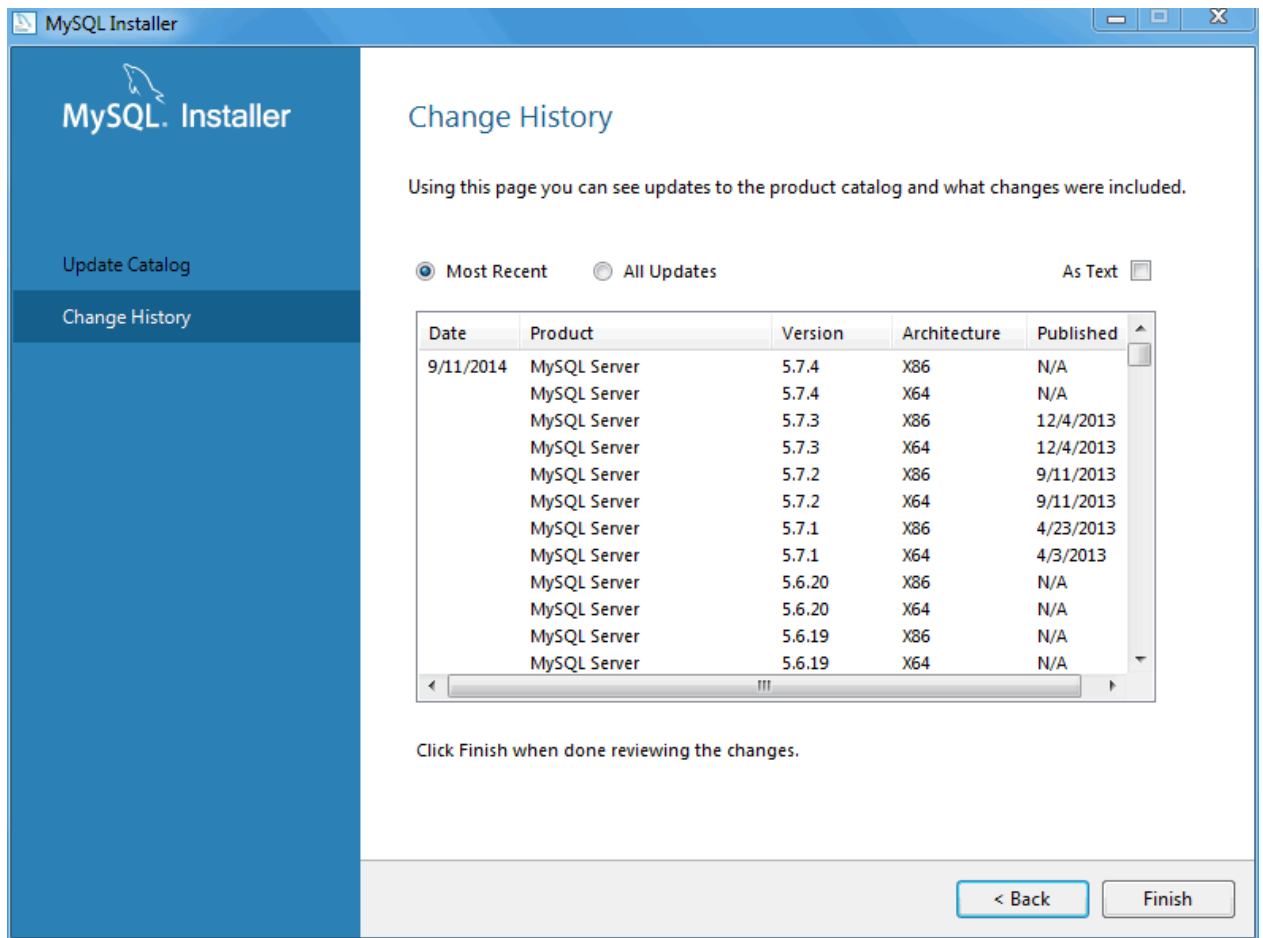 MySQL Installer
MySQL. Installer
Change History
Using this page you can see updates to the product catalog and what changes were included.
Update Catalog
Change History
Most Recent All Updates As Text
Date Product Version Architecture Published
9/11/2014 MySQL Server 5.7.4 X86 N/A
MySQL Server 5.7.4 X64 N/A
MySQL Server 5.7.3 X86 12/4/2013
MySQL Server 5.7.3 X64 12/4/2013
MySQL Server 5.7.2 X86 9/11/2013
MySQL Server 5.7.2 X64 9/11/2013
MySQL Server 5.7.1 X86 4/23/2013
MySQL Server 5.7.1 X64 4/3/2013
MySQL Server 5.6.20 X86 N/A
MySQL Server 5.6.20 X64 N/A
MySQL Server 5.6.19 X86 N/A
MySQL Server 5.6.19 X64 N/A
Click Finish when done reviewing the changes.
< Back Finish